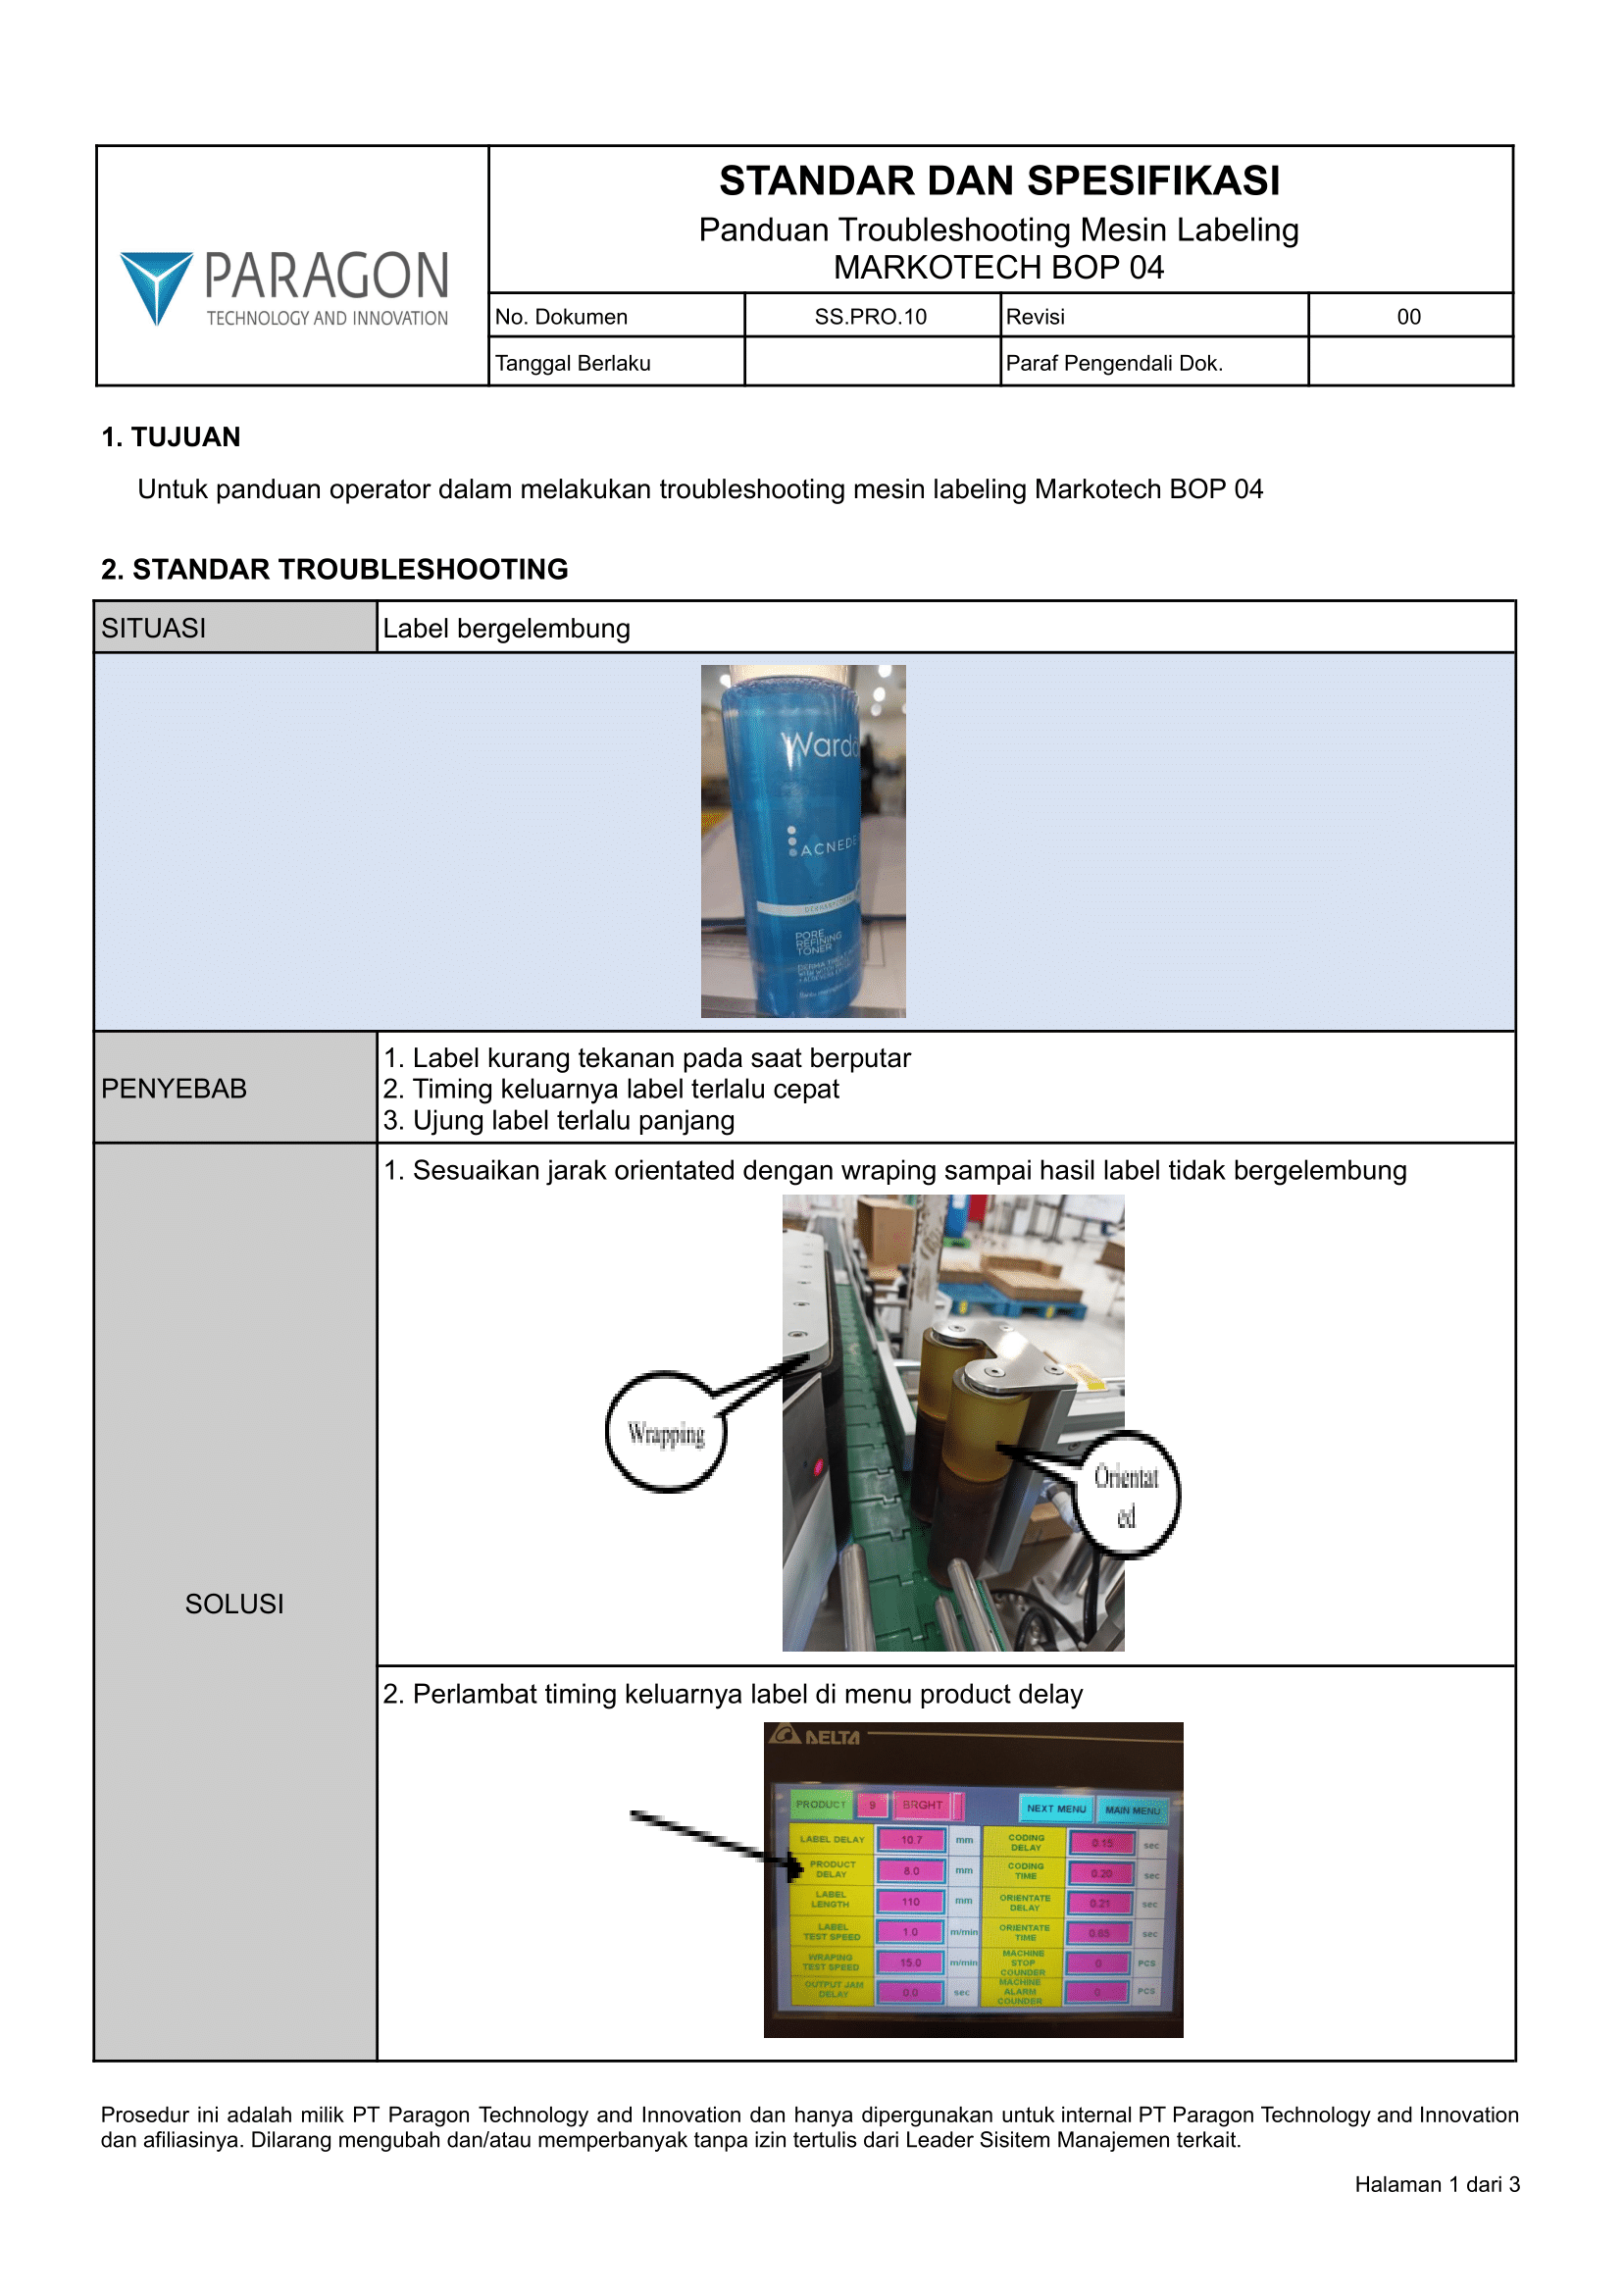 PARAGON
TECHNOLOGY AND INNOVATION
STANDAR DAN SPESIFIKASI
Panduan Troubleshooting Mesin Labeling
MARKOTECH BOP 04
No. Dokumen SS.PRO.10 Revisi 00
Tanggal Berlaku Paraf Pengendali Dok.
1. TUJUAN
Untuk panduan operator dalam melakukan troubleshooting mesin labeling Markotech BOP 04
2. STANDAR TROUBLESHOOTING
SITUASI Label bergelembung
Warda
ACNEDE
PORE
REFINING
TONER
PENYEBAB
1. Label kurang tekanan pada saat berputar
2. Timing keluarnya label terlalu cepat
3. Ujung label terlalu panjang
SOLUSI
1. Sesuaikan jarak orientated dengan wraping sampai hasil label tidak bergelembung
Wrapping
Orientat
ed
2. Perlambat timing keluarnya label di menu product delay
DELTA
PRODUCT 9 BRGHT NEXT MENU MAIN MENU
LABEL DELAY 10.7 mm CODING DELAY 0.15 sec
PRODUCT DELAY 8.0 mm CODING TIME 0.20 sec
LABEL LENGTH 110 mm ORIENTATE DELAY 0.21 sec
LABEL TEST SPEED 1.0 m/min ORIENTATE TIME 0.65 sec
WRAPING TEST SPEED 15.0 m/min MACHINE STOP COUNDER 0 PCS
OUTPUT JAM DELAY 0.0 sec MACHINE ALARM COUNDER 0 PCS
Prosedur ini adalah milik PT Paragon Technology and Innovation dan hanya dipergunakan untuk internal PT Paragon Technology and Innovation
dan afiliasinya. Dilarang mengubah dan/atau memperbanyak tanpa izin tertulis dari Leader Sisitem Manajemen terkait.
Halaman 1 dari 3